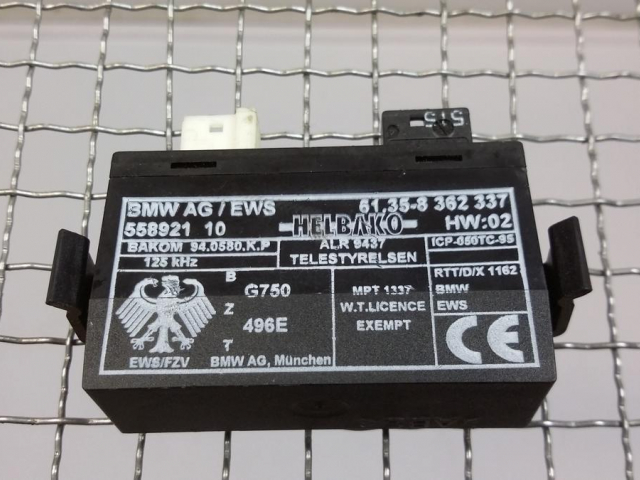 BMW AG / EWS 61.35-8 362 337
558921 10 HELBAKO HW:02
BAKOM 94.0580.K.P ALR 9437 ICP-050TC-95
125 kHz TELESTYRELSEN RTT/D/X 1162
B G750 MPT 1337 BMW
Z W.T.LICENCE EWS
496E EXEMPT CE
T
EWS/FZV BMW AG, München